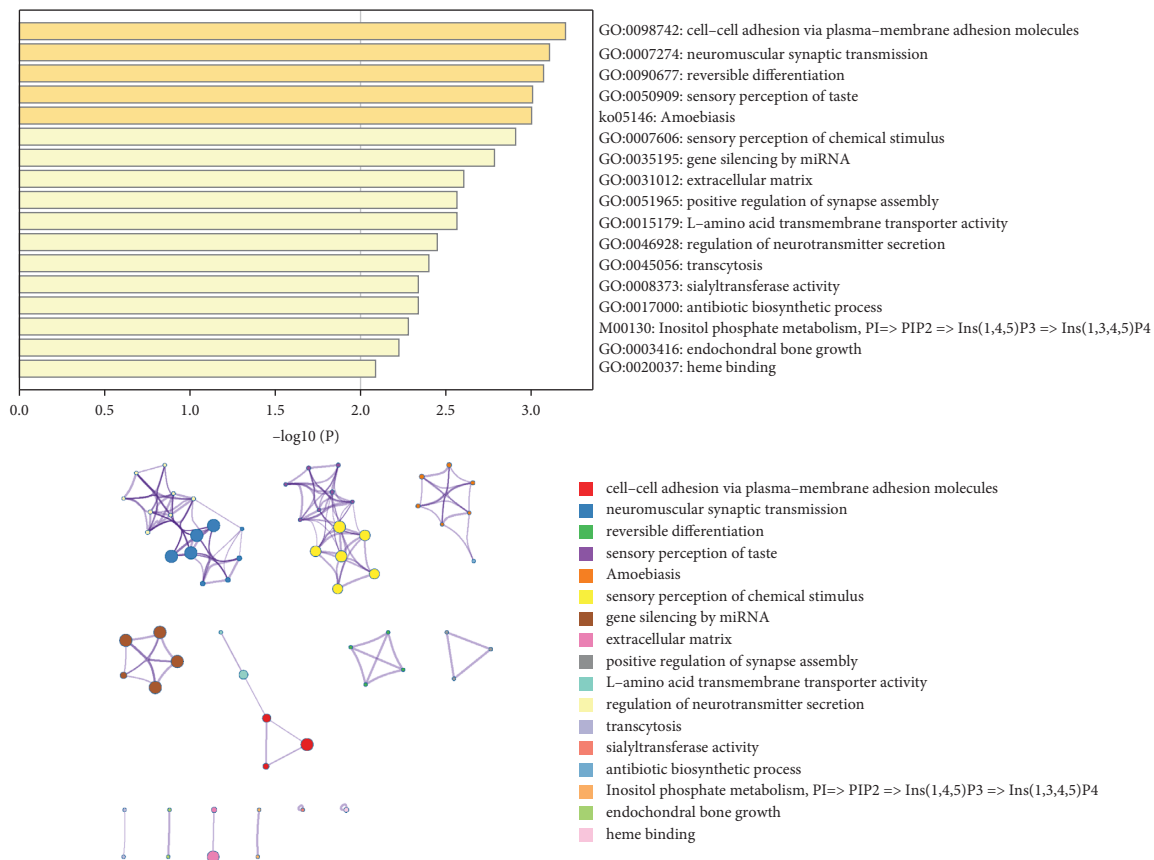 GO:0098742: cell–cell adhesion via plasma–membrane adhesion molecules
GO:0007274: neuromuscular synaptic transmission
GO:0090677: reversible differentiation
GO:0050909: sensory perception of taste
ko05146: Amoebiasis
GO:0007606: sensory perception of chemical stimulus
GO:0035195: gene silencing by miRNA
GO:0031012: extracellular matrix
GO:0051965: positive regulation of synapse assembly
GO:0015179: L–amino acid transmembrane transporter activity
GO:0046928: regulation of neurotransmitter secretion
GO:0045056: transcytosis
GO:0008373: sialyltransferase activity
GO:0017000: antibiotic biosynthetic process
M00130: Inositol phosphate metabolism, PI=> PIP2 => Ins(1,4,5)P3 => Ins(1,3,4,5)P4
GO:0003416: endochondral bone growth
GO:0020037: heme binding
0.0 0.5 1.0 1.5 2.0 2.5 3.0
–log10 (P)
cell–cell adhesion via plasma–membrane adhesion molecules
neuromuscular synaptic transmission
reversible differentiation
sensory perception of taste
Amoebiasis
sensory perception of chemical stimulus
gene silencing by miRNA
extracellular matrix
positive regulation of synapse assembly
L–amino acid transmembrane transporter activity
regulation of neurotransmitter secretion
transcytosis
sialyltransferase activity
antibiotic biosynthetic process
Inositol phosphate metabolism, PI=> PIP2 => Ins(1,4,5)P3 => Ins(1,3,4,5)P4
endochondral bone growth
heme binding